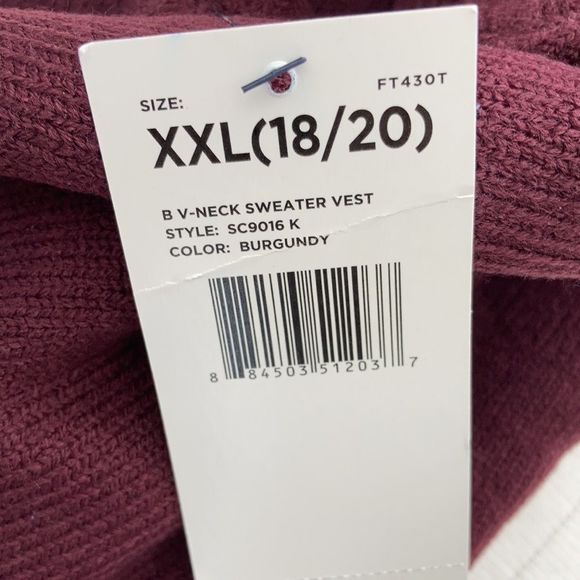 FT430T
SIZE:
XXL(18/20)
B V-NECK SWEATER VEST
STYLE: SC9016 K
COLOR: BURGUNDY
8 84503 51203 7